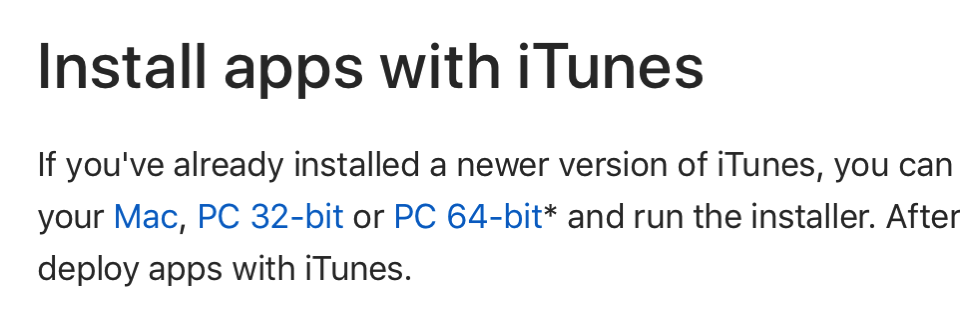 Install apps with iTunes
If you've already installed a newer version of iTunes, you can
your Mac, PC 32-bit or PC 64-bit* and run the installer. After
deploy apps with iTunes.